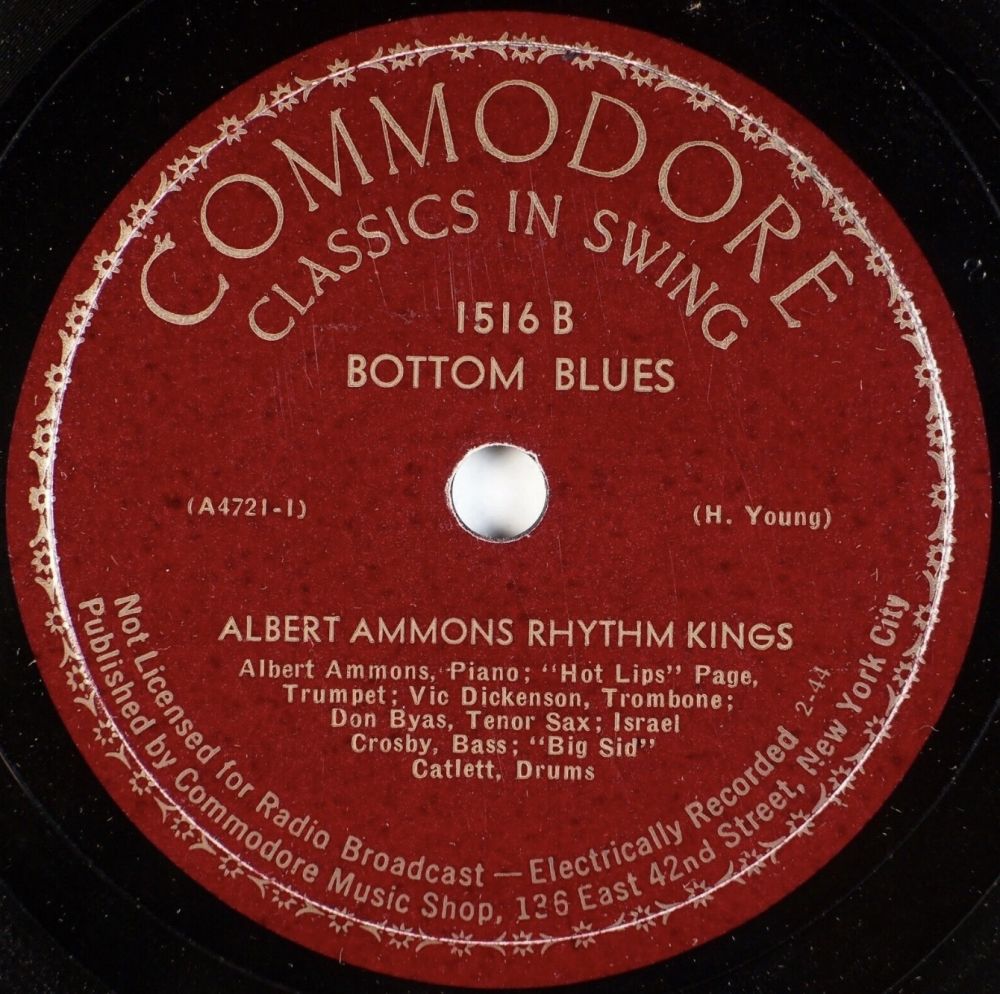 COMMODORE
CLASSICS IN SWING
1516 B
BOTTOM BLUES
(A4721-1)
(H. Young)
ALBERT AMMONS RHYTHM KINGS
Albert Ammons, Piano; "Hot Lips" Page,
Trumpet; Vic Dickenson, Trombone;
Don Byas, Tenor Sax; Israel
Crosby, Bass; "Big Sid"
Catlett, Drums
Not Licensed for Radio Broadcast — Electrically Recorded 2-44
Published by Commodore Music Shop, 136 East 42nd Street, New York City